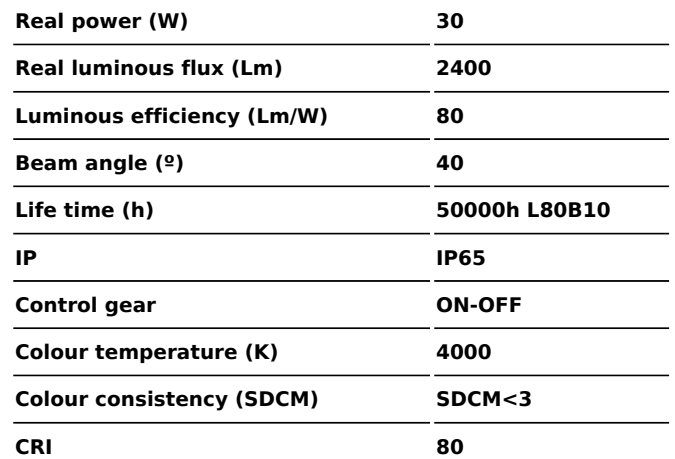 Real power (W) 30
Real luminous flux (Lm) 2400
Luminous efficiency (Lm/W) 80
Beam angle (º) 40
Life time (h) 50000h L80B10
IP IP65
Control gear ON-OFF
Colour temperature (K) 4000
Colour consistency (SDCM) SDCM<3
CRI 80